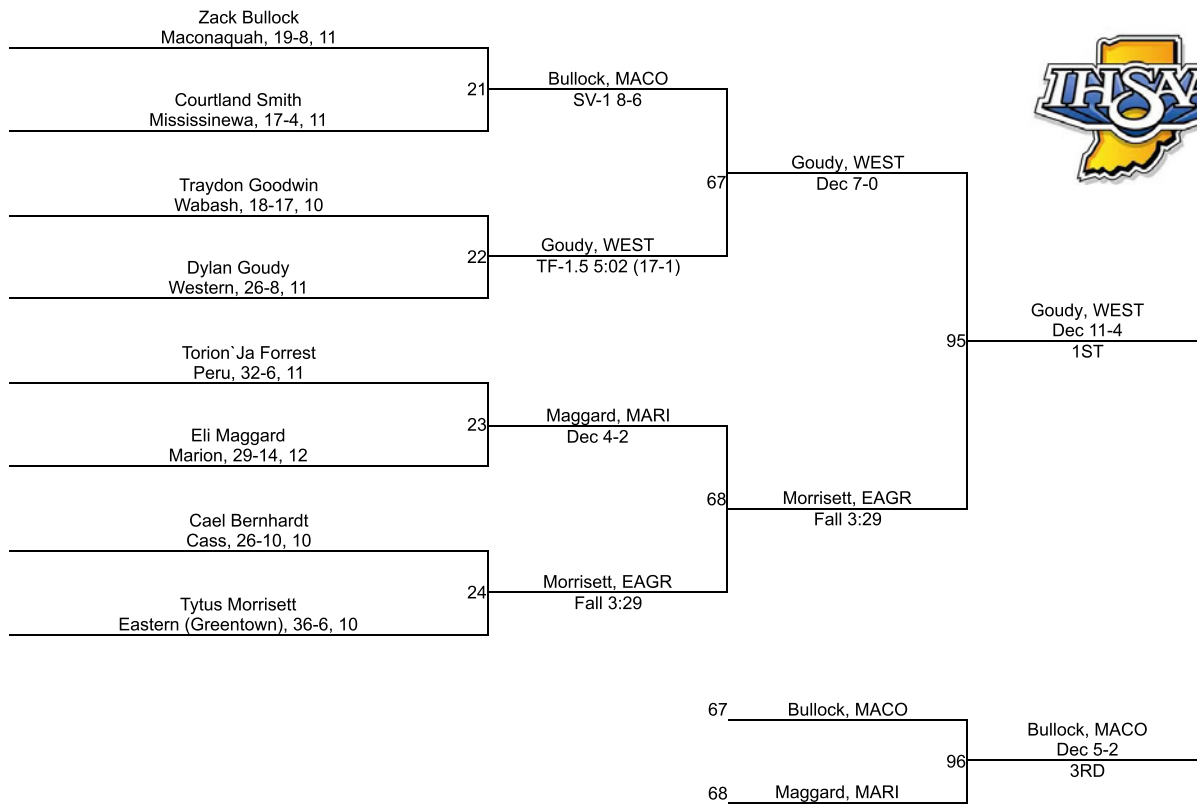 Zack Bullock
Maconaquah, 19-8, 11
21
Bullock, MACO
SV-1 8-6
Courtland Smith
Mississinewa, 17-4, 11
IHSAA
67
Goudy, WEST
Dec 7-0
Traydon Goodwin
Wabash, 18-17, 10
22
Goudy, WEST
TF-1.5 5:02 (17-1)
Dylan Goudy
Western, 26-8, 11
95
Goudy, WEST
Dec 11-4
1ST
Torion`Ja Forrest
Peru, 32-6, 11
23
Maggard, MARI
Dec 4-2
Eli Maggard
Marion, 29-14, 12
68
Morrisett, EAGR
Fall 3:29
Cael Bernhardt
Cass, 26-10, 10
24
Morrisett, EAGR
Fall 3:29
Tytus Morrisett
Eastern (Greentown), 36-6, 10
67
Bullock, MACO
96
Bullock, MACO
Dec 5-2
3RD
68
Maggard, MARI